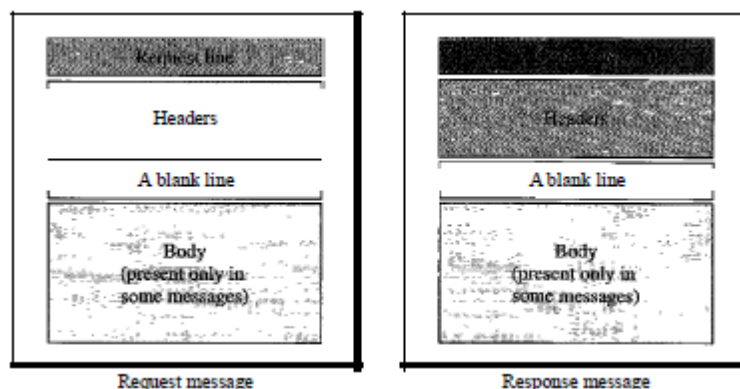 Request line
Headers
A blank line
Body
(present only in
some messages)
Request message
Headers
A blank line
Body
(present only in
some messages)
Response message